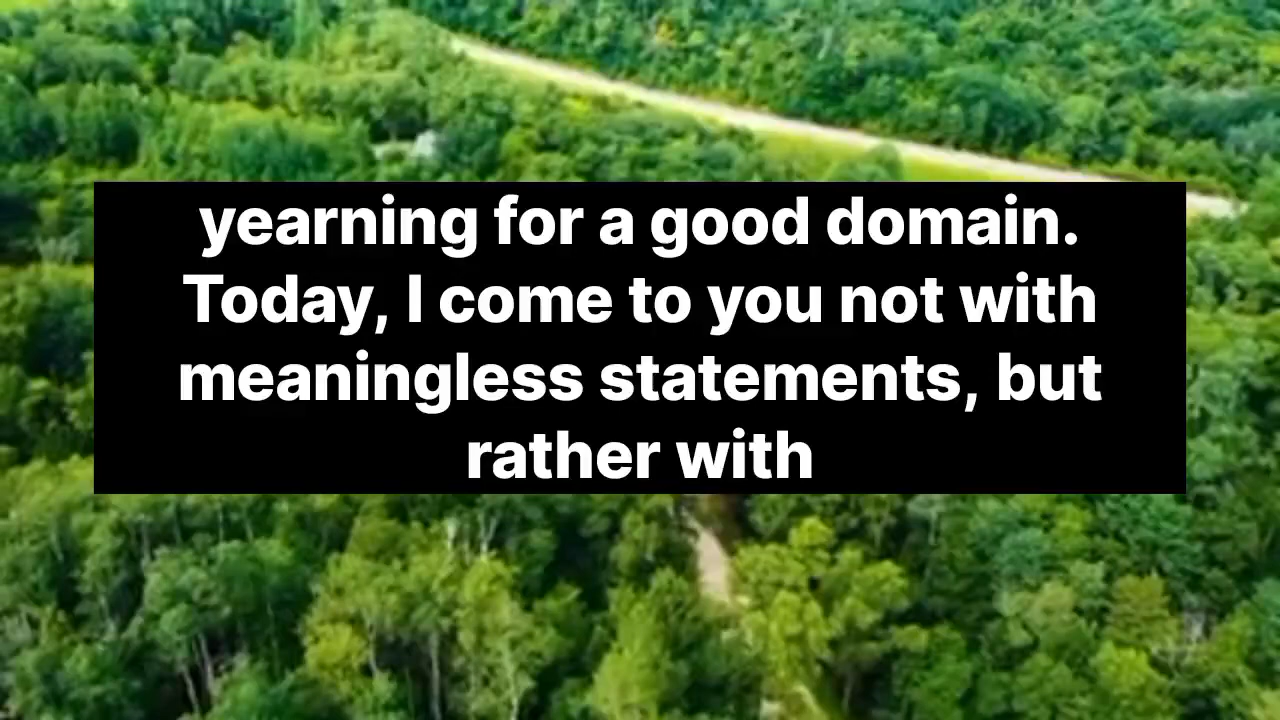 yearning for a good domain.
Today, I come to you not with
meaningless statements, but
rather with